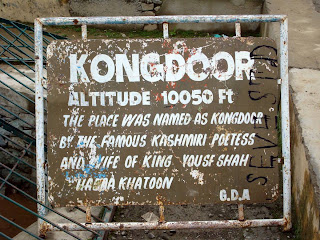 KONGDOOR
ALTITUDE 10050 Ft
THE PLACE WAS NAMED AS KONGDOOR
BY THE FAMOUS KASHMIRI POETESS
AND WIFE OF KING YOUSF SHAH
HABBA KHATOON
G.D.A